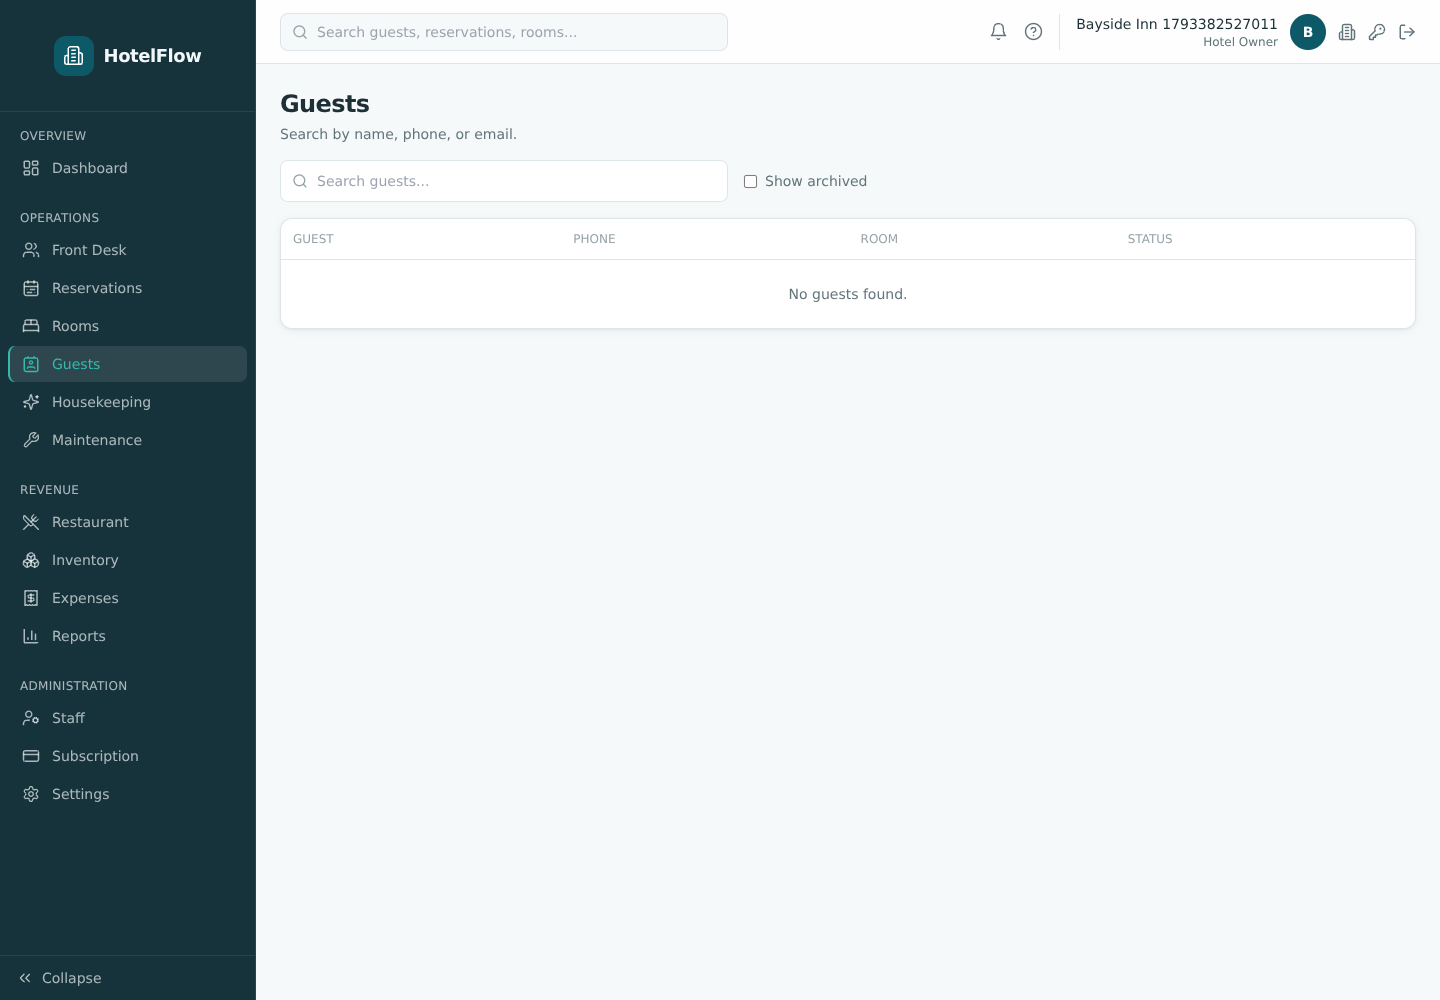 HotelFlow
OVERVIEW
Dashboard
OPERATIONS
Front Desk
Reservations
Rooms
Guests
Housekeeping
Maintenance
REVENUE
Restaurant
Inventory
Expenses
Reports
ADMINISTRATION
Staff
Subscription
Settings
Collapse
Search guests, reservations, rooms...
Bayside Inn 1793382527011
Hotel Owner
B
Guests
Search by name, phone, or email.
Search guests...
Show archived
GUEST PHONE ROOM STATUS
No guests found.